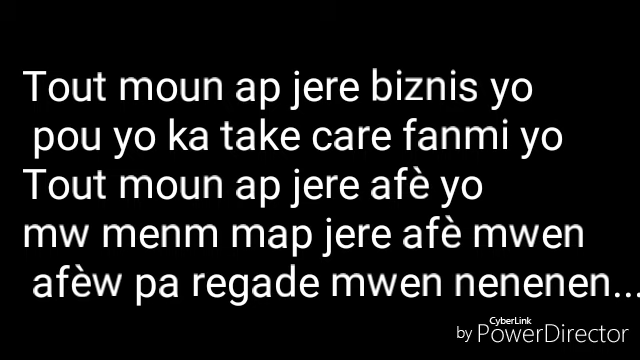 Tout moun ap jere biznis yo
pou yo ka take care fanmi yo
Tout moun ap jere afè yo
mw menm map jere afè mwen
afèw pa regade mwen nenenen...
CyberLink
by PowerDirector